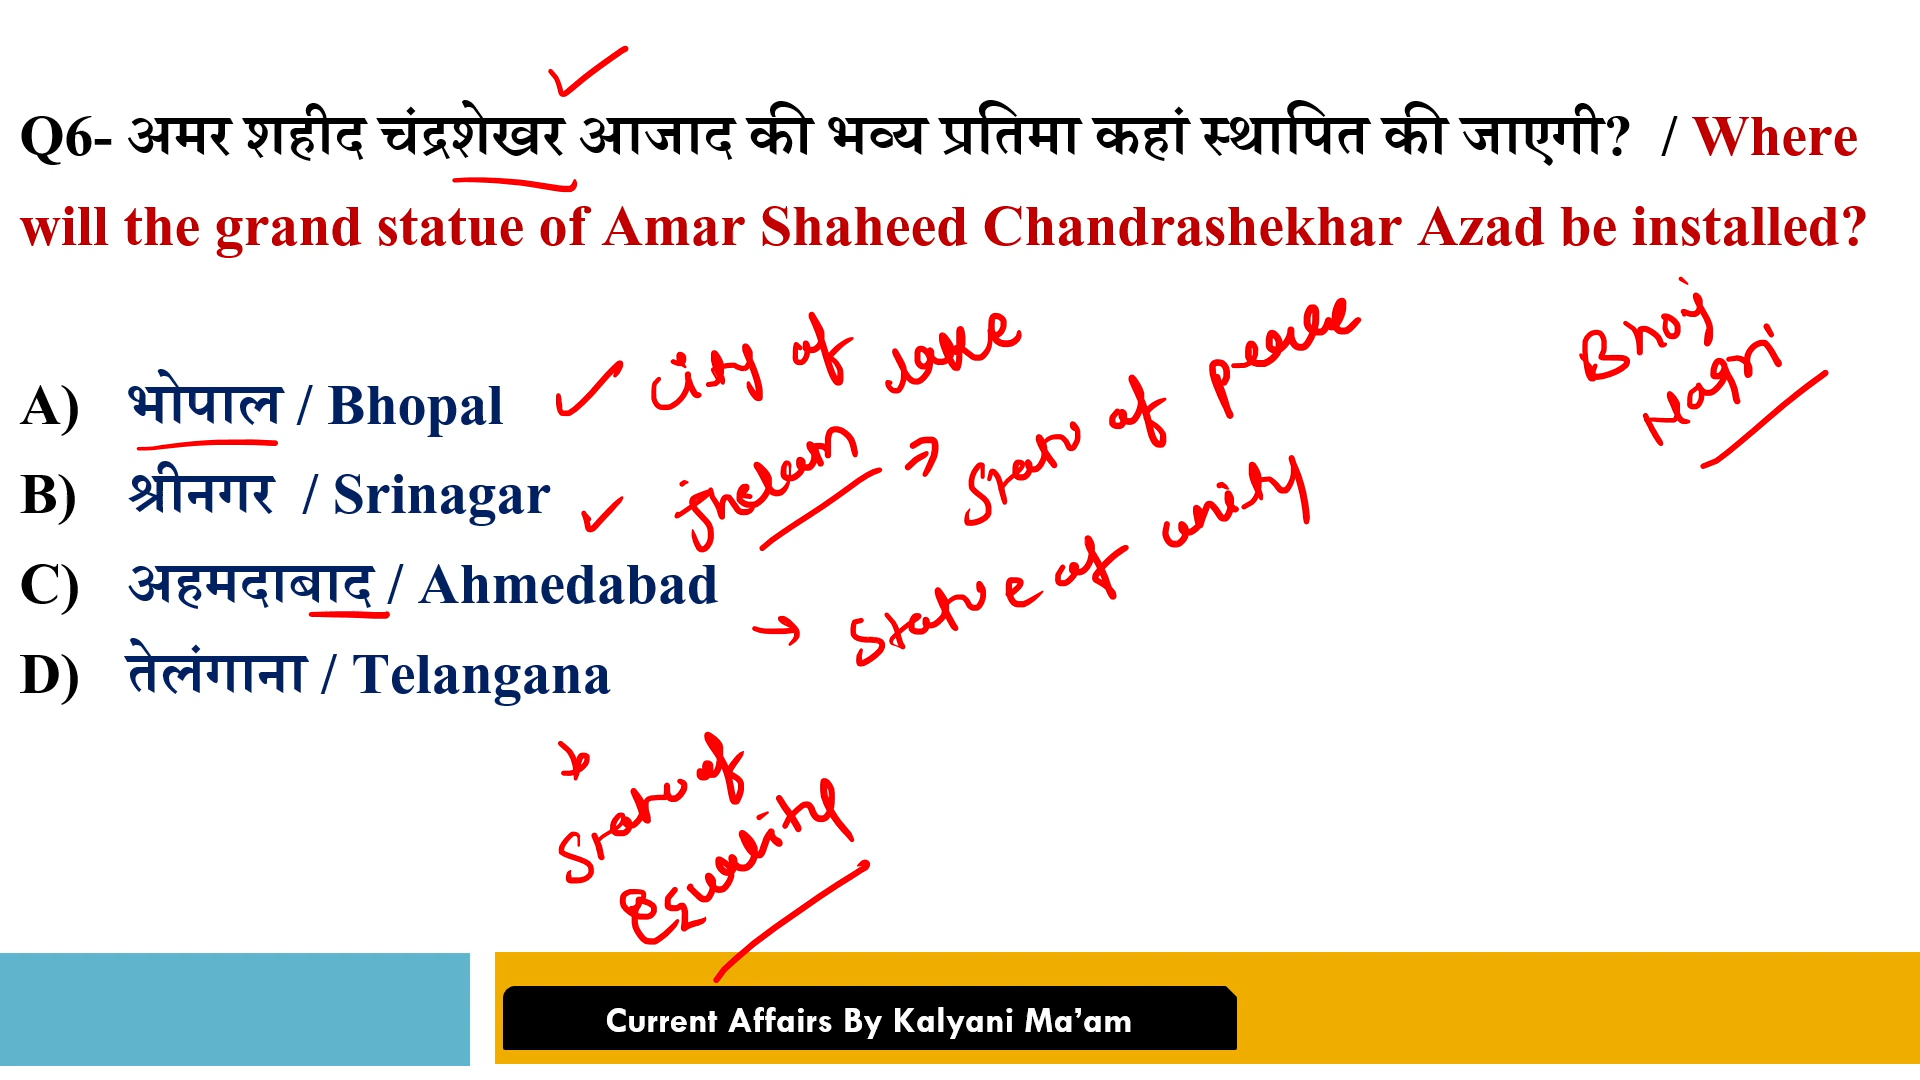 Q6- अमर शहीद चंद्रशेखर आजाद की भव्य प्रतिमा कहां स्थापित की जाएगी? / Where
will the grand statue of Amar Shaheed Chandrashekhar Azad be installed?
Bhoj
Nagri
A) भोपाल / Bhopal city of lake
B) श्रीनगर / Srinagar jhelam Statu of peace
C) अहमदाबाद / Ahmedabad → Statue of unity
D) तेलंगाना / Telangana
Statu of
Equality
Current Affairs By Kalyani Ma’am